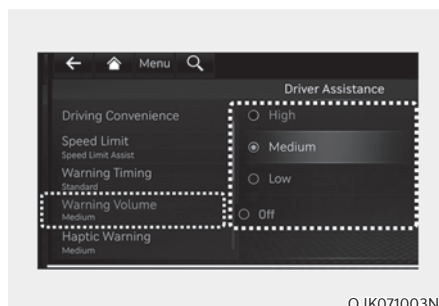 Menu
Driver Assistance
Driving Convenience
Speed Limit
Speed Limit Assist
Warning Timing
Standard
Warning Volume
Medium
Haptic Warning
Medium
High
Medium
Low
Off
OJK071003N